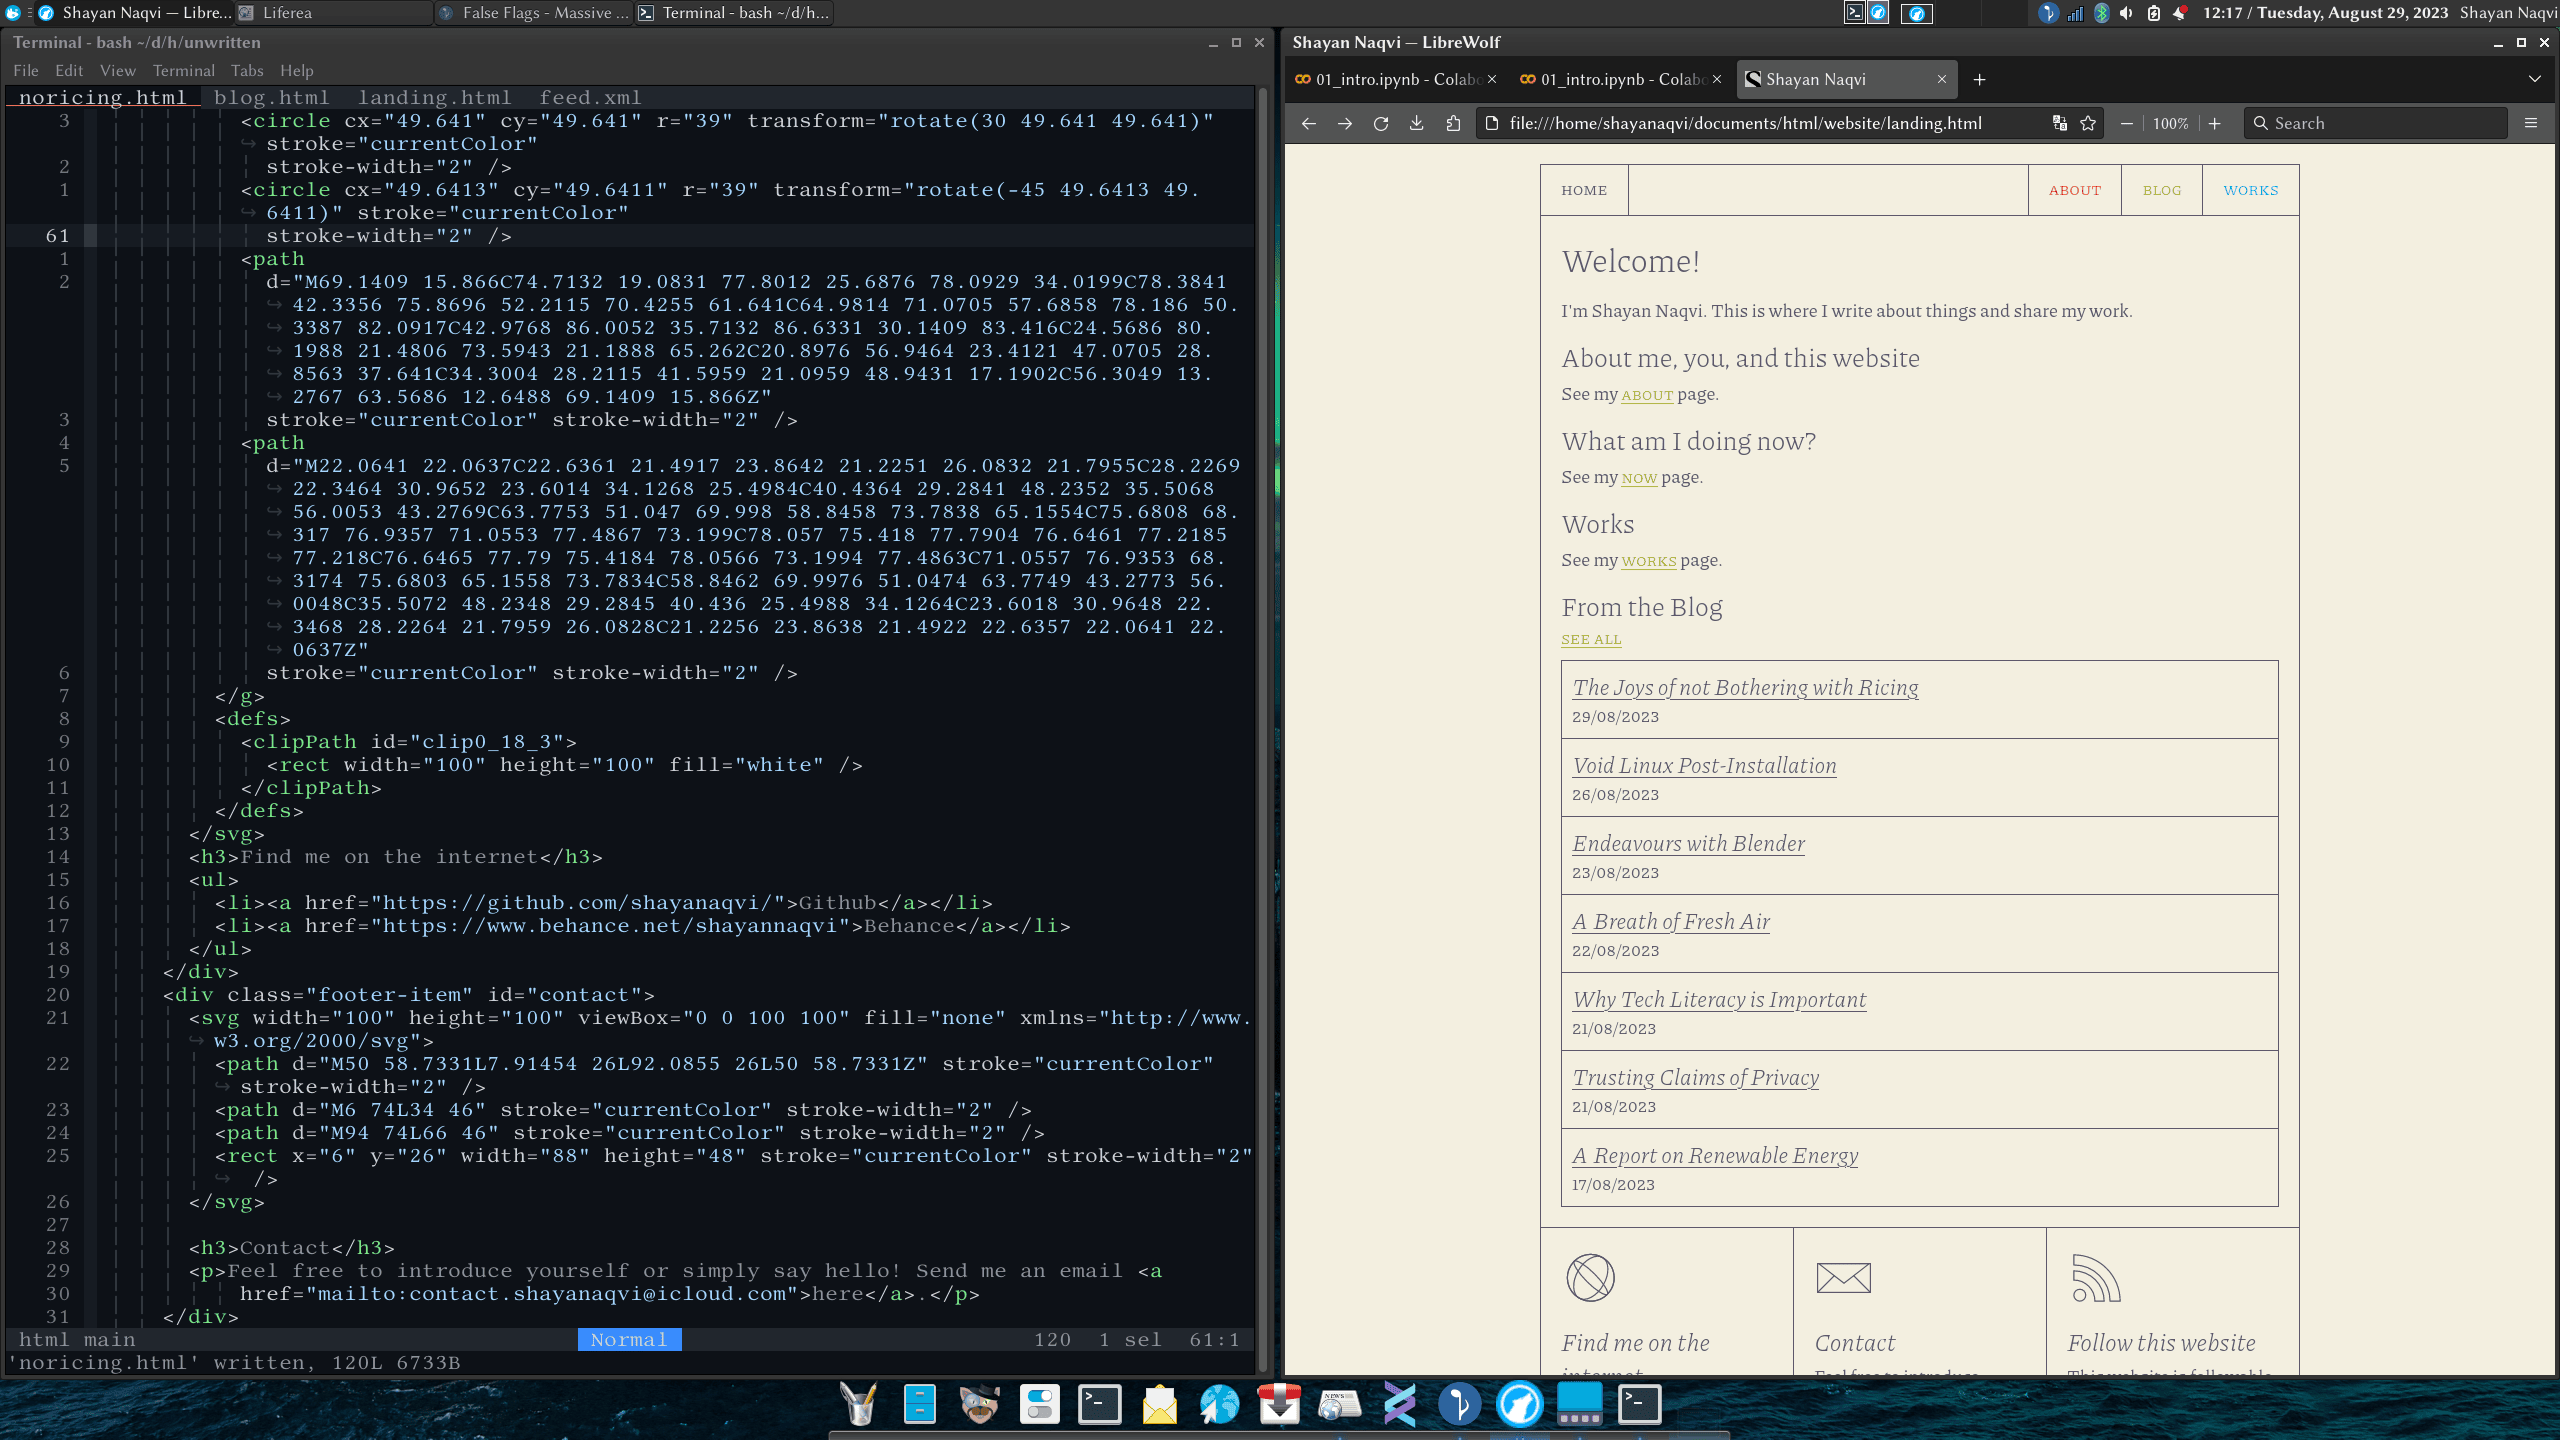 Shayan Naqvi — Libre...
Liferea
False Flags - Massive ...
Terminal - bash ~/d/h...
12:17 / Tuesday, August 29, 2023
Shayan Naqvi
Terminal - bash ~/d/h/unwritten
File Edit View Terminal Tabs Help
noricing.html blog.html landing.html feed.xml
3 <circle cx="49.641" cy="49.641" r="39" transform="rotate(30 49.641 49.641)"
↪ stroke="currentColor"
2 stroke-width="2" />
1 <circle cx="49.6413" cy="49.6411" r="39" transform="rotate(-45 49.6413 49.
↪ 6411)" stroke="currentColor"
61 stroke-width="2" />
1 <path
2 d="M69.1409 15.866C74.7132 19.0831 77.8012 25.6876 78.0929 34.0199C78.3841
↪ 42.3356 75.8696 52.2115 70.4255 61.641C64.9814 71.0705 57.6858 78.186 50.
↪ 3387 82.0917C42.9768 86.0052 35.7132 86.6331 30.1409 83.416C24.5686 80.
↪ 1988 21.4806 73.5943 21.1888 65.262C20.8976 56.9464 23.4121 47.0705 28.
↪ 8563 37.641C34.3004 28.2115 41.5959 21.0959 48.9431 17.1902C56.3049 13.
↪ 2767 63.5686 12.6488 69.1409 15.866Z"
3 stroke="currentColor" stroke-width="2" />
4 <path
5 d="M22.0641 22.0637C22.6361 21.4917 23.8642 21.2251 26.0832 21.7955C28.2269
↪ 22.3464 30.9652 23.6014 34.1268 25.4984C40.4364 29.2841 48.2352 35.5068
↪ 56.0053 43.2769C63.7753 51.047 69.998 58.8458 73.7838 65.1554C75.6808 68.
↪ 317 76.9357 71.0553 77.4867 73.199C78.057 75.418 77.7904 76.6461 77.2185
↪ 77.218C76.6465 77.79 75.4184 78.0566 73.1994 77.4863C71.0557 76.9353 68.
↪ 3174 75.6803 65.1558 73.7834C58.8462 69.9976 51.0474 63.7749 43.2773 56.
↪ 0048C35.5072 48.2348 29.2845 40.436 25.4988 34.1264C23.6018 30.9648 22.
↪ 3468 28.2264 21.7959 26.0828C21.2256 23.8638 21.4922 22.6357 22.0641 22.
↪ 0637Z"
6 stroke="currentColor" stroke-width="2" />
7 </g>
8 <defs>
9 <clipPath id="clip0_18_3">
10 <rect width="100" height="100" fill="white" />
11 </clipPath>
12 </defs>
13 </svg>
14 <h3>Find me on the internet</h3>
15 <ul>
16 <li><a href="https://github.com/shayanaqvi/">Github</a></li>
17 <li><a href="https://www.behance.net/shayannaqvi">Behance</a></li>
18 </ul>
19 </div>
20 <div class="footer-item" id="contact">
21 <svg width="100" height="100" viewBox="0 0 100 100" fill="none" xmlns="http://www.
↪ w3.org/2000/svg">
22 <path d="M50 58.7331L7.91454 26L92.0855 26L50 58.7331Z" stroke="currentColor"
↪ stroke-width="2" />
23 <path d="M6 74L34 46" stroke="currentColor" stroke-width="2" />
24 <path d="M94 74L66 46" stroke="currentColor" stroke-width="2" />
25 <rect x="6" y="26" width="88" height="48" stroke="currentColor" stroke-width="2"
↪ />
26 </svg>
27
28 <h3>Contact</h3>
29 <p>Feel free to introduce yourself or simply say hello! Send me an email <a
30 href="mailto:contact.shayanaqvi@icloud.com">here</a>.</p>
31 </div>
html main Normal 120 1 sel 61:1
'noricing.html' written, 120L 6733B
Shayan Naqvi — LibreWolf
01_intro.ipynb - Colabo
01_intro.ipynb - Colabo
Shayan Naqvi
file:///home/shayanaqvi/documents/html/website/landing.html
100%
Search
HOME ABOUT BLOG WORKS
Welcome!
I'm Shayan Naqvi. This is where I write about things and share my work.
About me, you, and this website
See my ABOUT page.
What am I doing now?
See my NOW page.
Works
See my WORKS page.
From the Blog
SEE ALL
The Joys of not Bothering with Ricing
29/08/2023
Void Linux Post-Installation
26/08/2023
Endeavours with Blender
23/08/2023
A Breath of Fresh Air
22/08/2023
Why Tech Literacy is Important
21/08/2023
Trusting Claims of Privacy
21/08/2023
A Report on Renewable Energy
17/08/2023
Find me on the
internet
Contact
Feel free to introduce
Follow this website
This website is followable
NEWS